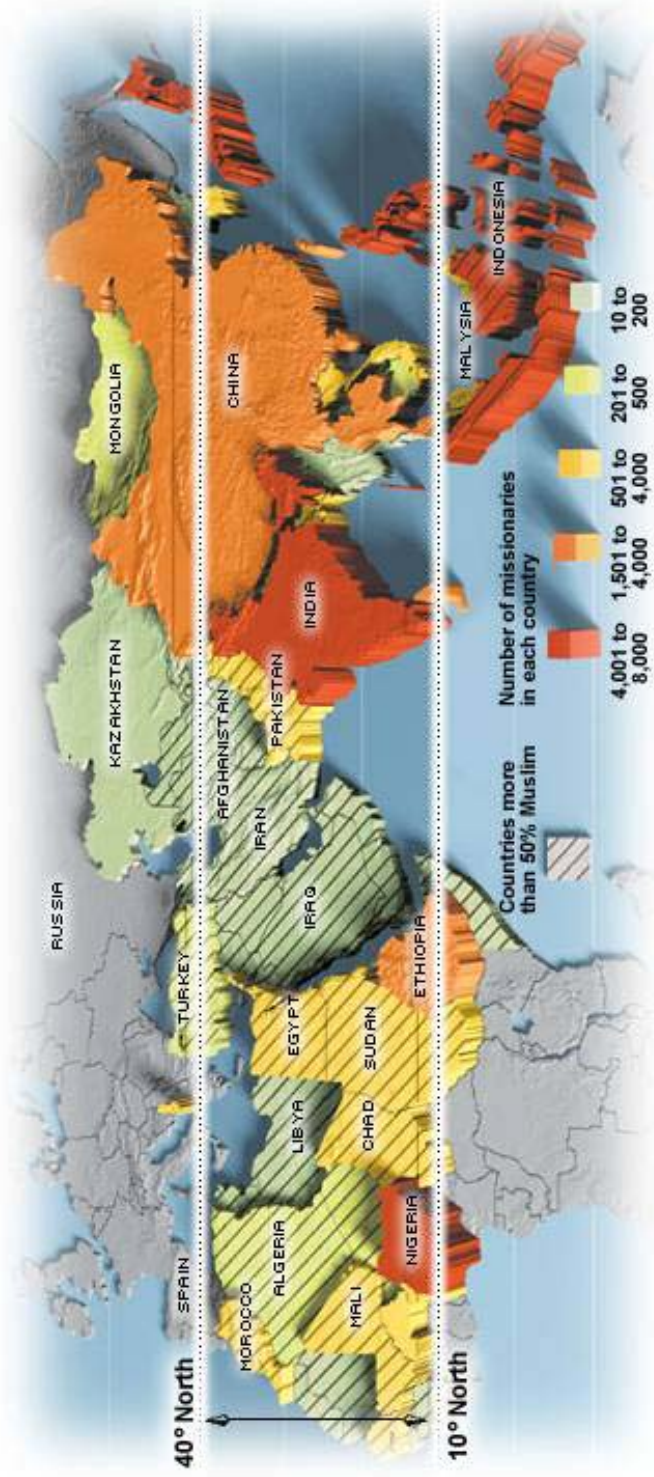 RUSSIA
KAZAKHSTAN
MONGOLIA
SPAIN
TURKEY
40° North
MOROCCO
ALGERIA
LIBYA
EGYPT
IRAQ
IRAN
AFGHANISTAN
PAKISTAN
INDIA
CHINA
MALI
CHAD
SUDAN
NIGERIA
ETHIOPIA
10° North
MALYSIA
INDONESIA
Countries more
than 50% Muslim
Number of missionaries
in each country
4,001 to
8,000
1,501 to
4,000
501 to
4,000
201 to
500
10 to
200